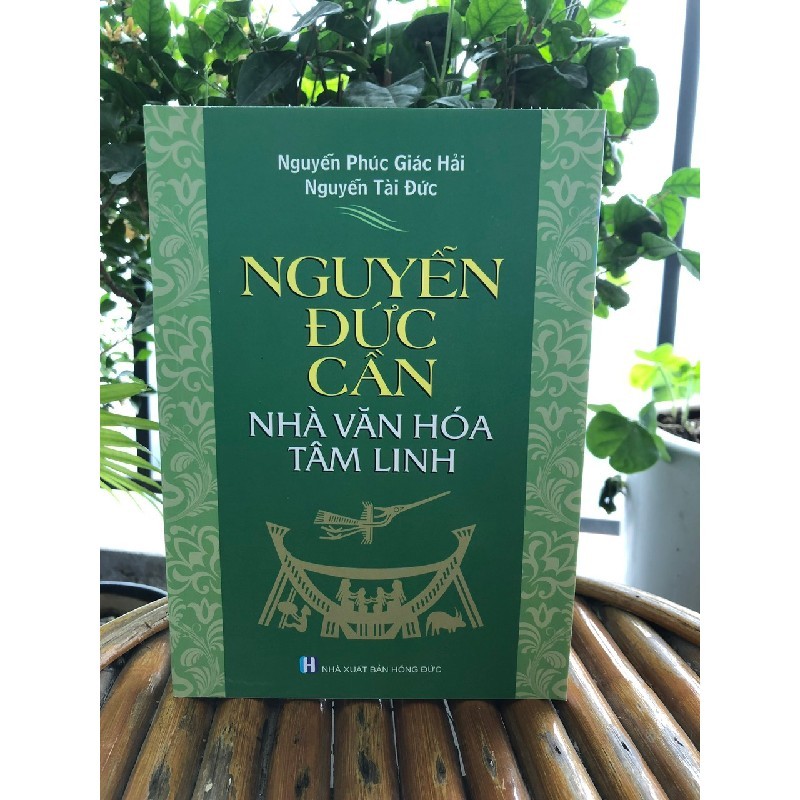 Nguyễn Phúc Giác Hải
Nguyễn Tài Đức
NGUYỄN
ĐỨC
CẦN
NHÀ VĂN HÓA
TÂM LINH
H NHÀ XUẤT BẢN HỒNG ĐỨC